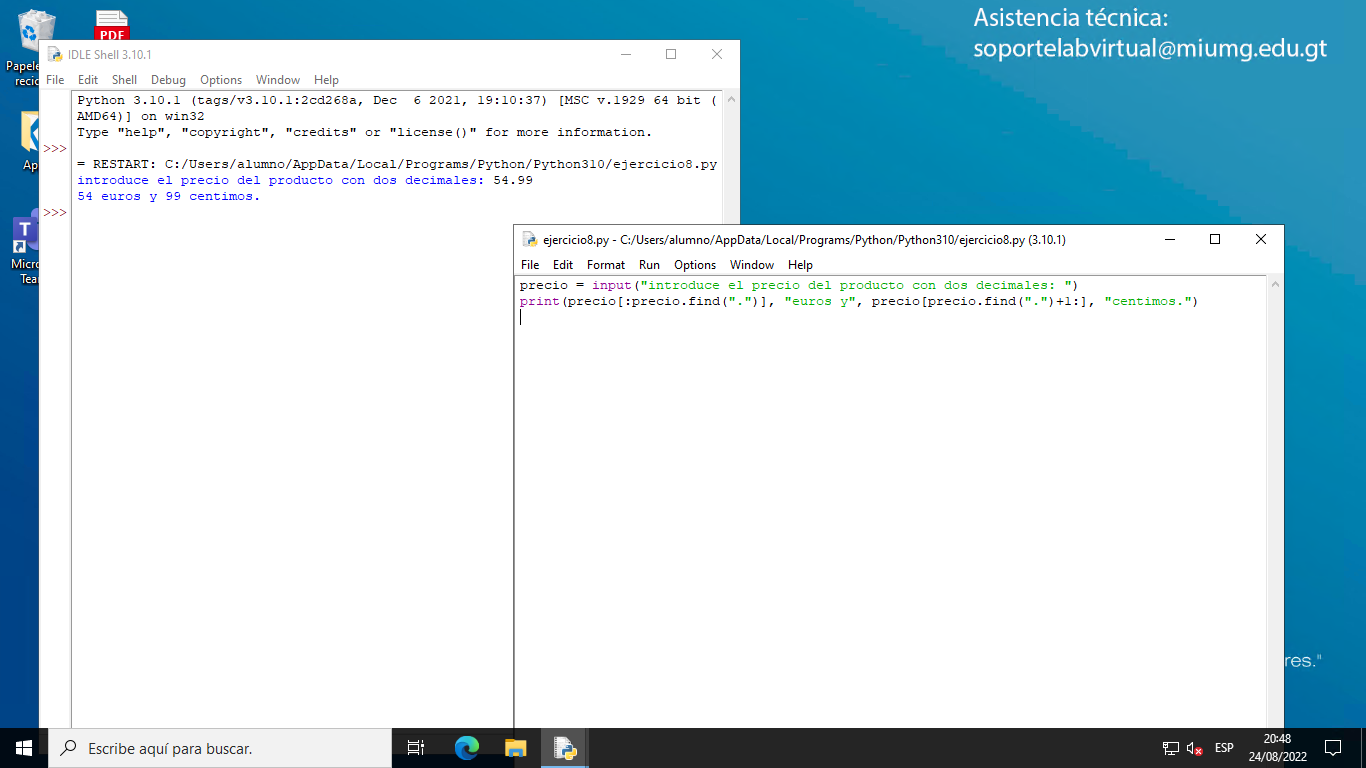 Asistencia técnica:
soportelabvirtual@miumg.edu.gt
PDF
IDLE Shell 3.10.1
File Edit Shell Debug Options Window Help
Python 3.10.1 (tags/v3.10.1:2cd268a, Dec  6 2021, 19:10:37) [MSC v.1929 64 bit (
AMD64)] on win32
Type "help", "copyright", "credits" or "license()" for more information.
>>>
= RESTART: C:/Users/alumno/AppData/Local/Programs/Python/Python310/ejercicio8.py
introduce el precio del producto con dos decimales: 54.99
54 euros y 99 centimos.
>>>
ejercicio8.py - C:/Users/alumno/AppData/Local/Programs/Python/Python310/ejercicio8.py (3.10.1)
File Edit Format Run Options Window Help
precio = input("introduce el precio del producto con dos decimales: ")
print(precio[:precio.find(".")], "euros y", precio[precio.find(".")+1:], "centimos.")
Escribe aquí para buscar.
ESP
20:48
24/08/2022